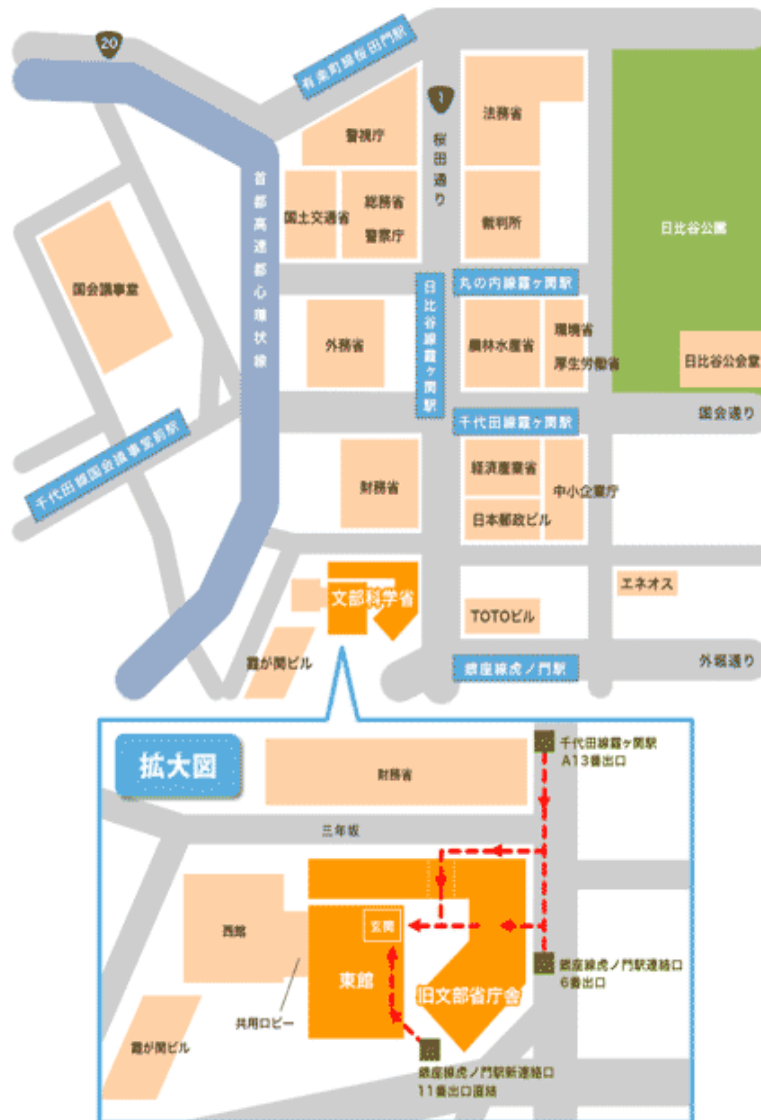 20
有楽町線桜田門駅
1
桜田通り
法務省
警視庁
首都高速都心環状線
国土交通省
総務省
警察庁
裁判所
日比谷公園
国会議事堂
丸の内線霞ヶ関駅
日比谷線霞ヶ関駅
外務省
農林水産省
環境省
厚生労働省
日比谷公会堂
千代田線国会議事堂前駅
千代田線霞ヶ関駅
国会通り
財務省
経済産業省
中小企業庁
日本郵政ビル
文部科学省
エネオス
TOTOビル
霞が関ビル
銀座線虎ノ門駅
外堀通り
拡大図
財務省
千代田線霞ヶ関駅
A13番出口
三年坂
西館
玄関
東館
旧文部省庁舎
銀座線虎ノ門駅連絡口
6番出口
共用ロビー
霞が関ビル
銀座線虎ノ門駅新連絡口
11番出口直結